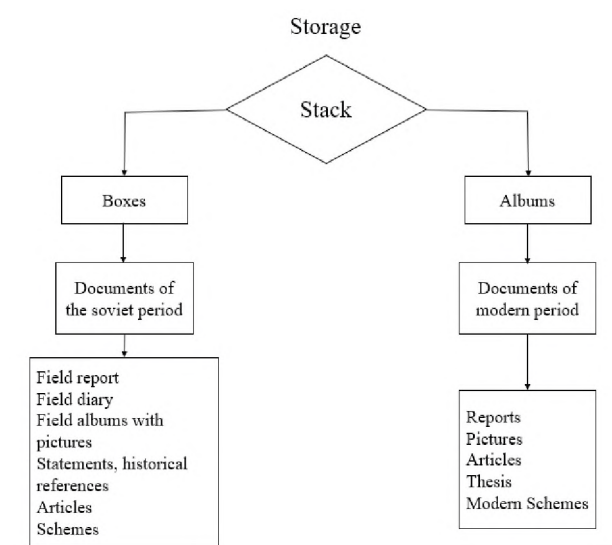 Storage
Stack
Boxes
Albums
Documents of
the soviet period
Documents of
modern period
Field report
Field diary
Field albums with
pictures
Statements, historical
references
Articles
Schemes
Reports
Pictures
Articles
Thesis
Modern Schemes